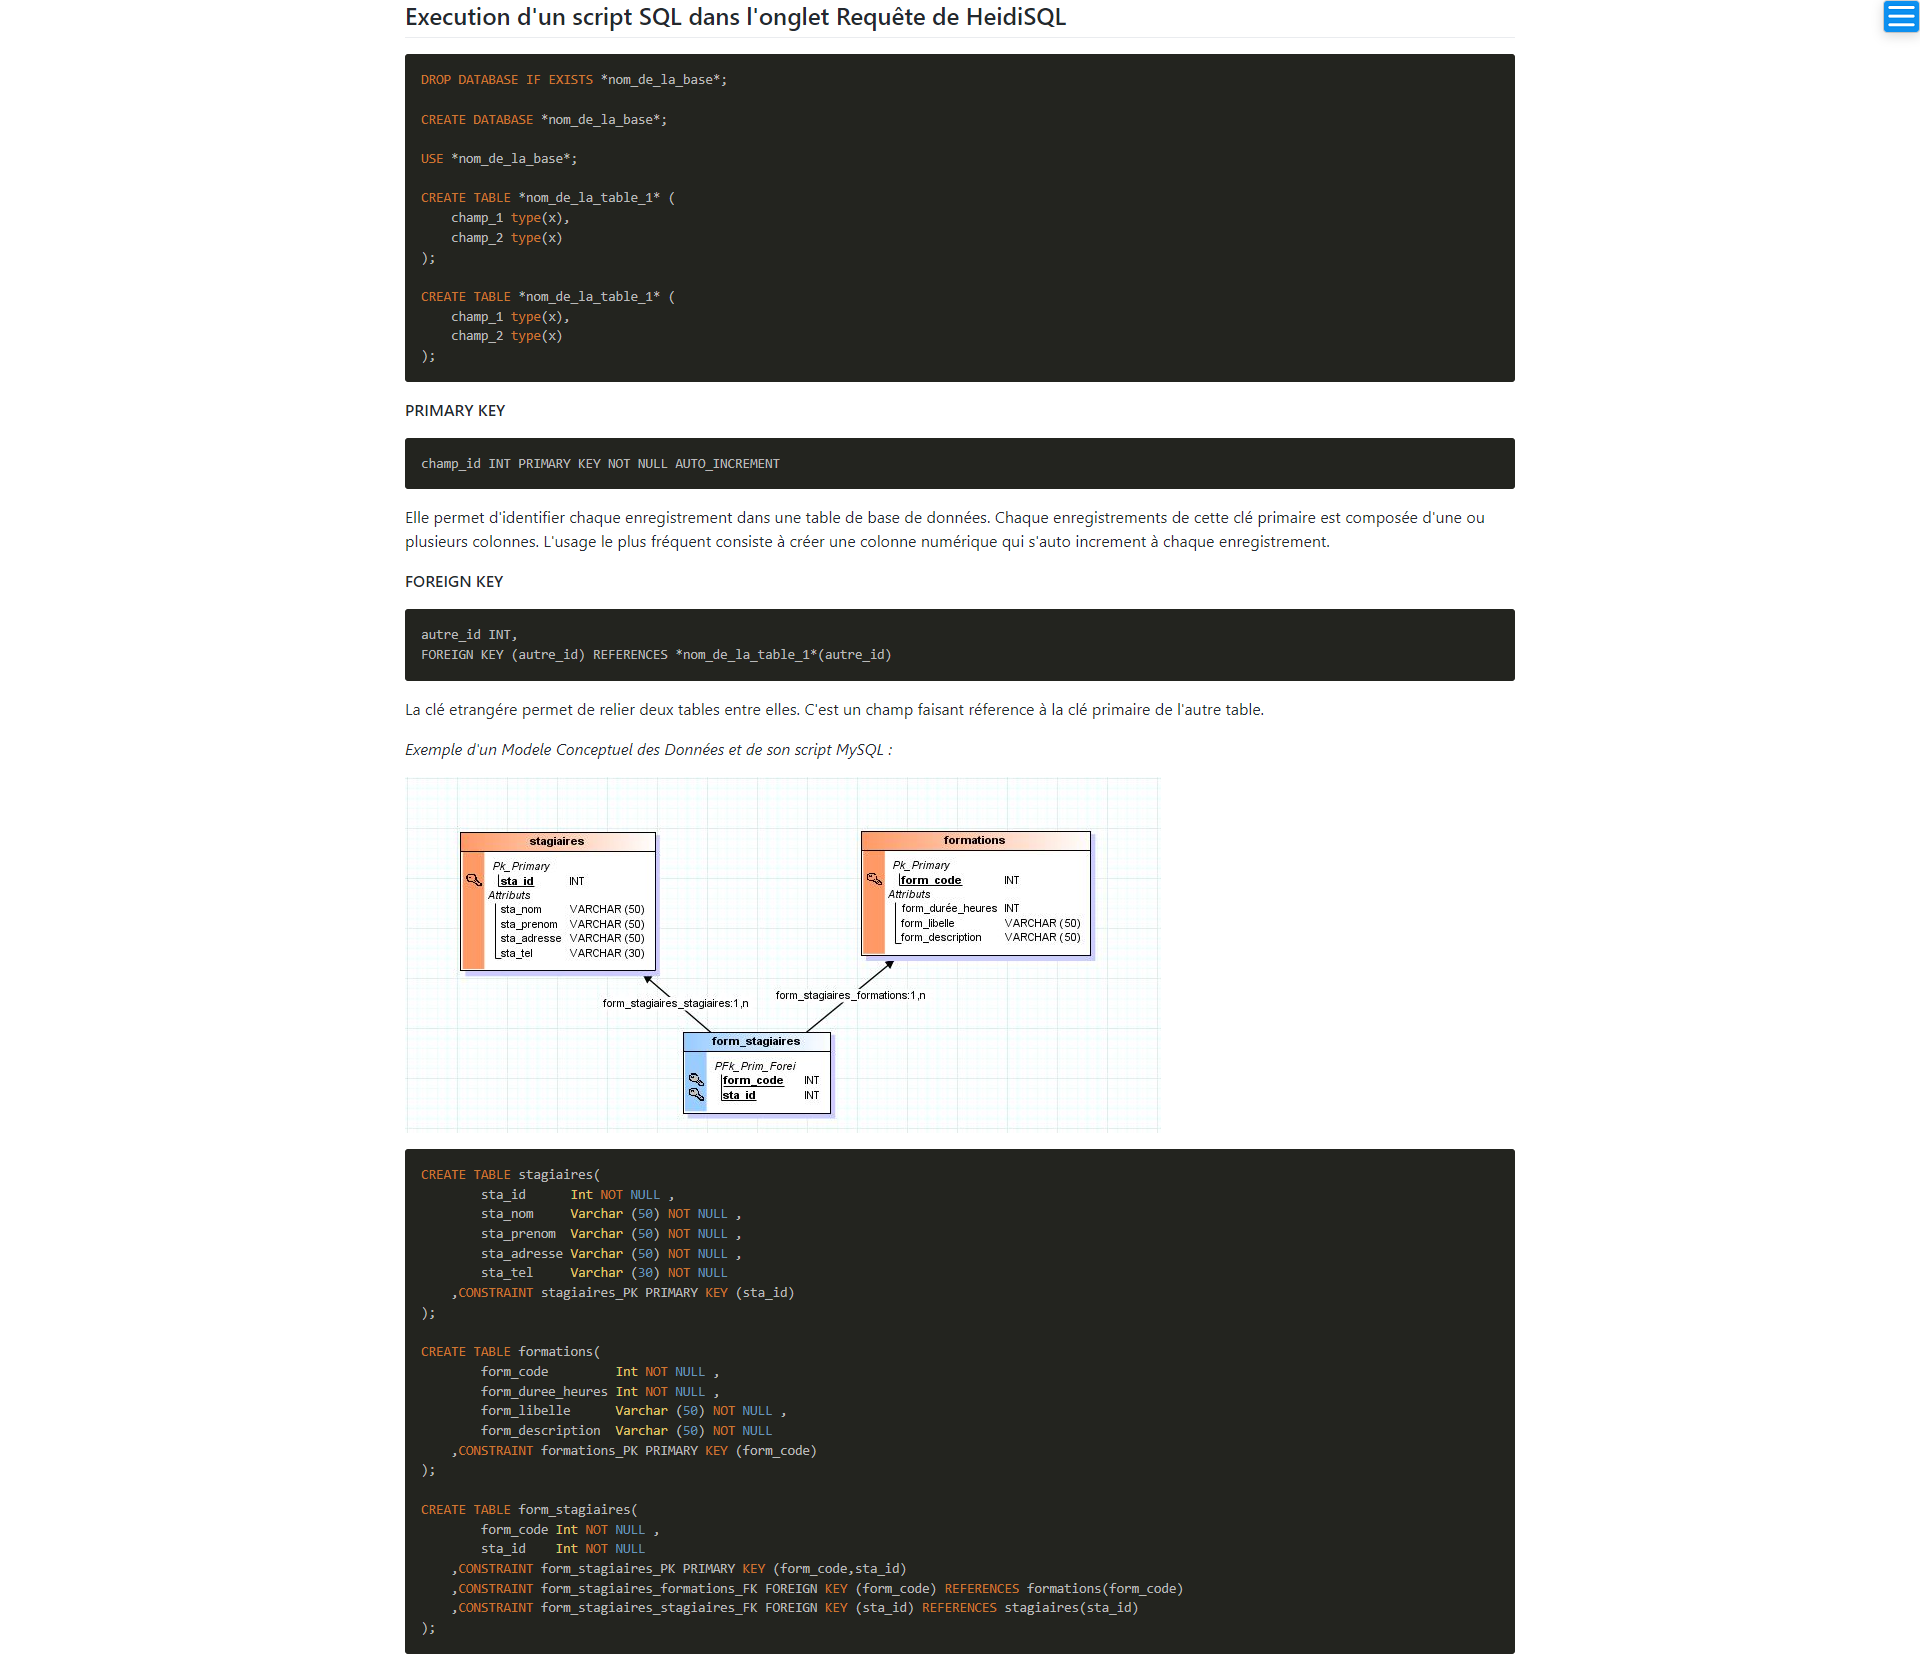 Execution d'un script SQL dans l'onglet Requête de HeidiSQL
DROP DATABASE IF EXISTS *nom_de_la_base*;
CREATE DATABASE *nom_de_la_base*;
USE *nom_de_la_base*;
CREATE TABLE *nom_de_la_table_1* (
    champ_1 type(x),
    champ_2 type(x)
);
CREATE TABLE *nom_de_la_table_1* (
    champ_1 type(x),
    champ_2 type(x)
);
PRIMARY KEY
champ_id INT PRIMARY KEY NOT NULL AUTO_INCREMENT
Elle permet d'identifier chaque enregistrement dans une table de base de données. Chaque enregistrements de cette clé primaire est composée d'une ou
plusieurs colonnes. L'usage le plus fréquent consiste à créer une colonne numérique qui s'auto increment à chaque enregistrement.
FOREIGN KEY
autre_id INT,
FOREIGN KEY (autre_id) REFERENCES *nom_de_la_table_1*(autre_id)
La clé etrangére permet de relier deux tables entre elles. C'est un champ faisant réference à la clé primaire de l'autre table.
Exemple d'un Modele Conceptuel des Données et de son script MySQL :
stagiaires
Pk_Primary
sta_id INT
Attributs
sta_nom VARCHAR (50)
sta_prenom VARCHAR (50)
sta_adresse VARCHAR (50)
sta_tel VARCHAR (30)
formations
Pk_Primary
form_code INT
Attributs
form_durée_heures INT
form_libelle VARCHAR (50)
form_description VARCHAR (50)
form_stagiaires_stagiaires:1,n
form_stagiaires_formations:1,n
form_stagiaires
PFk_Prim_Forei
form_code INT
sta_id INT
CREATE TABLE stagiaires(
        sta_id      Int NOT NULL ,
        sta_nom     Varchar (50) NOT NULL ,
        sta_prenom  Varchar (50) NOT NULL ,
        sta_adresse Varchar (50) NOT NULL ,
        sta_tel     Varchar (30) NOT NULL
    ,CONSTRAINT stagiaires_PK PRIMARY KEY (sta_id)
);
CREATE TABLE formations(
        form_code         Int NOT NULL ,
        form_duree_heures Int NOT NULL ,
        form_libelle      Varchar (50) NOT NULL ,
        form_description  Varchar (50) NOT NULL
    ,CONSTRAINT formations_PK PRIMARY KEY (form_code)
);
CREATE TABLE form_stagiaires(
        form_code Int NOT NULL ,
        sta_id    Int NOT NULL
    ,CONSTRAINT form_stagiaires_PK PRIMARY KEY (form_code,sta_id)
    ,CONSTRAINT form_stagiaires_formations_FK FOREIGN KEY (form_code) REFERENCES formations(form_code)
    ,CONSTRAINT form_stagiaires_stagiaires_FK FOREIGN KEY (sta_id) REFERENCES stagiaires(sta_id)
);